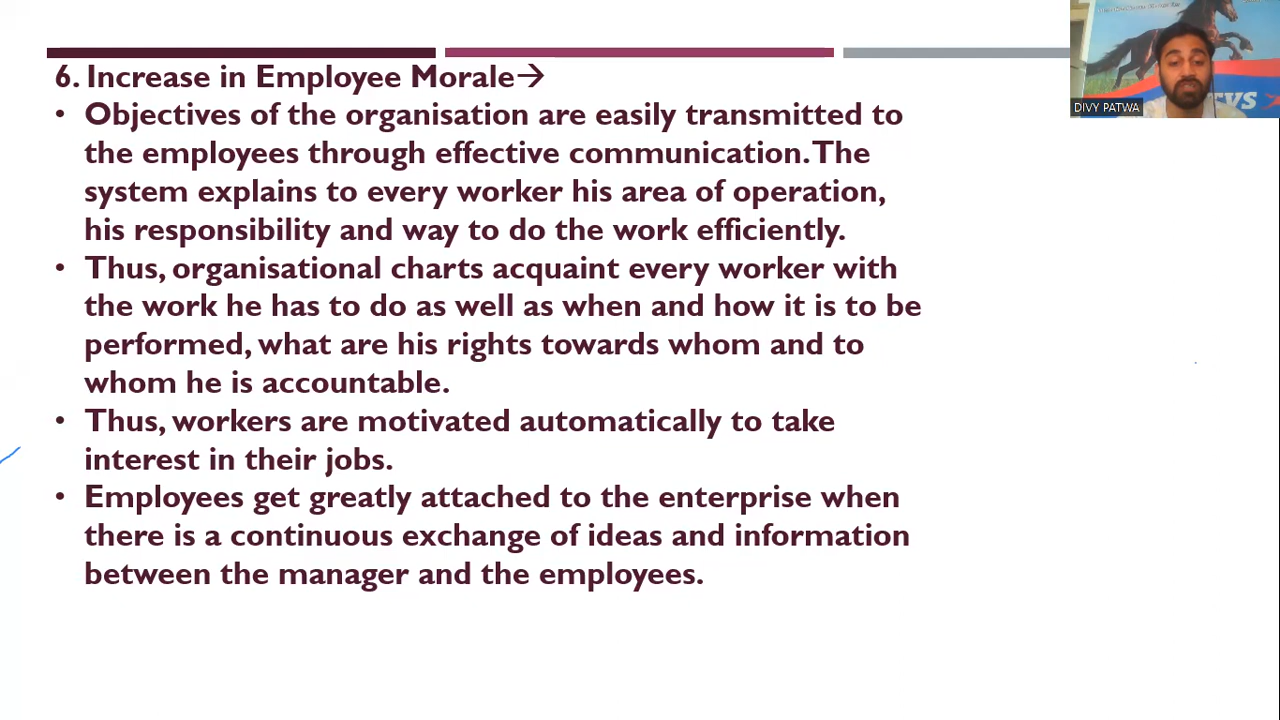 6. Increase in Employee Morale→
• Objectives of the organisation are easily transmitted to
the employees through effective communication. The
system explains to every worker his area of operation,
his responsibility and way to do the work efficiently.
• Thus, organisational charts acquaint every worker with
the work he has to do as well as when and how it is to be
performed, what are his rights towards whom and to
whom he is accountable.
• Thus, workers are motivated automatically to take
interest in their jobs.
• Employees get greatly attached to the enterprise when
there is a continuous exchange of ideas and information
between the manager and the employees.
DIVY PATWA
TVS